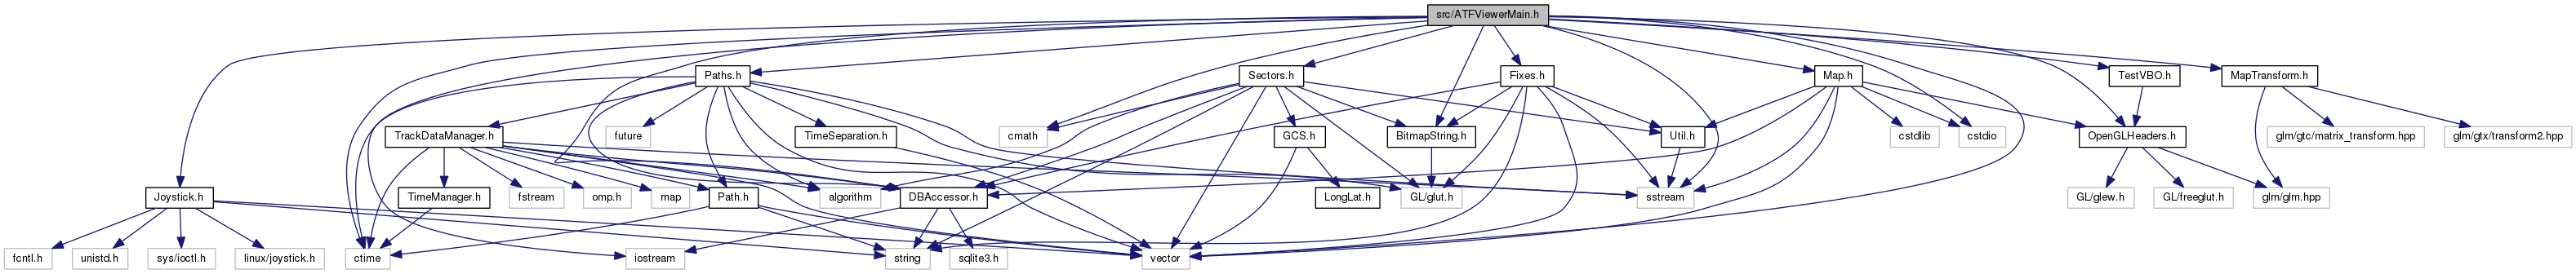 src/ATFViewerMain.h
Paths.h
Sectors.h
Fixes.h
Map.h
TestVBO.h
MapTransform.h
TrackDataManager.h
future
TimeSeparation.h
cmath
GCS.h
BitmapString.h
Util.h
cstdlib
cstdio
OpenGLHeaders.h
glm/gtc/matrix_transform.hpp
glm/gtx/transform2.hpp
Joystick.h
TimeManager.h
fstream
omp.h
map
Path.h
algorithm
DBAccessor.h
LongLat.h
GL/glut.h
sstream
GL/glew.h
GL/freeglut.h
glm/glm.hpp
fcntl.h
unistd.h
sys/ioctl.h
linux/joystick.h
ctime
iostream
string
sqlite3.h
vector